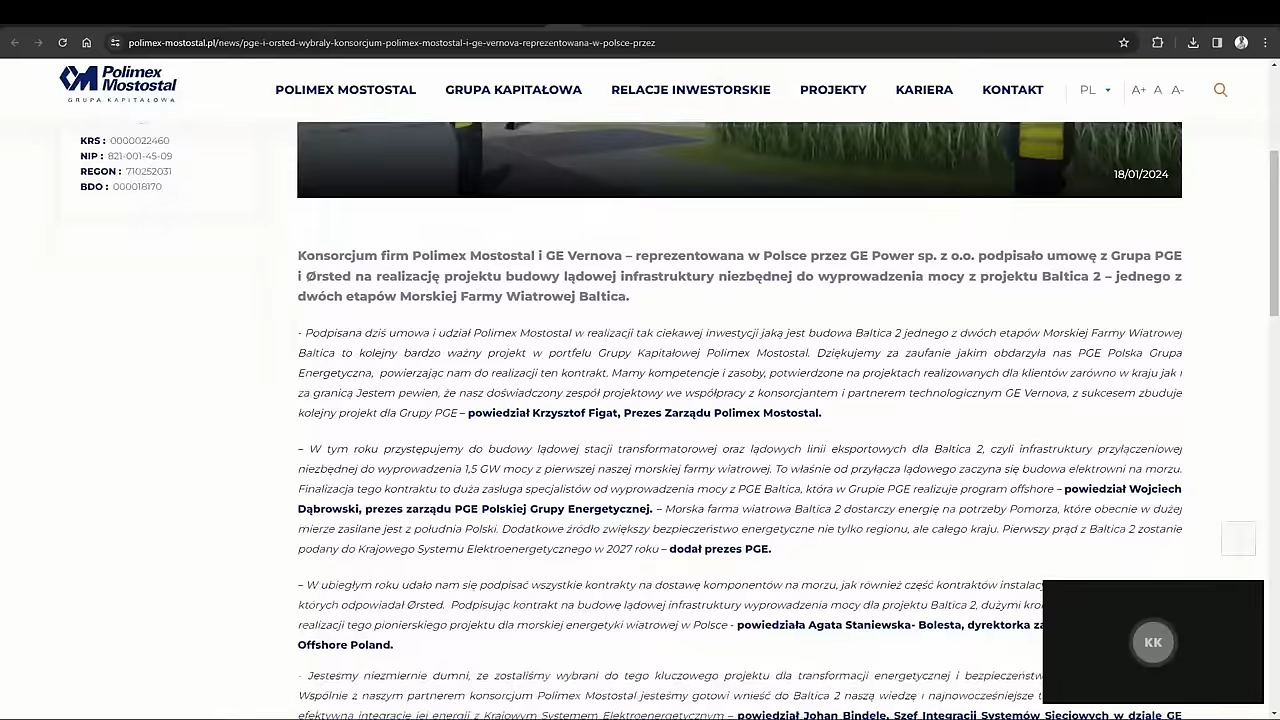 polimex-mostostal.pl/news/pge-i-orsted-wybraly-konsorcjum-polimex-mostostal-i-ge-vernova-reprezentowana-w-polsce-przez
Polimex
Mostostal
GRUPA KAPITAŁOWA
POLIMEX MOSTOSTAL GRUPA KAPITAŁOWA RELACJE INWESTORSKIE PROJEKTY KARIERA KONTAKT PL A+ A A-
KRS : 0000022460
NIP : 821-001-45-09
REGON : 710252031
BDO : 000018170
18/01/2024
Konsorcjum firm Polimex Mostostal i GE Vernova – reprezentowana w Polsce przez GE Power sp. z o.o. podpisało umowę z Grupa PGE
i Ørsted na realizację projektu budowy lądowej infrastruktury niezbędnej do wyprowadzenia mocy z projektu Baltica 2 – jednego z
dwóch etapów Morskiej Farmy Wiatrowej Baltica.
- Podpisana dziś umowa i udział Polimex Mostostal w realizacji tak ciekawej inwestycji jaką jest budowa Baltica 2 jednego z dwóch etapów Morskiej Farmy Wiatrowej
Baltica to kolejny bardzo ważny projekt w portfelu Grupy Kapitałowej Polimex Mostostal. Dziękujemy za zaufanie jakim obdarzyła nas PGE Polska Grupa
Energetyczna, powierzając nam do realizacji ten kontrakt. Mamy kompetencje i zasoby, potwierdzone na projektach realizowanych dla klientów zarówno w kraju jak i
za granicą Jestem pewien, że nasz doświadczony zespół projektowy we współpracy z konsorcjantem i partnerem technologicznym GE Vernova, z sukcesem zbuduje
kolejny projekt dla Grupy PGE – powiedział Krzysztof Figat, Prezes Zarządu Polimex Mostostal.
– W tym roku przystępujemy do budowy lądowej stacji transformatorowej oraz lądowych linii eksportowych dla Baltica 2, czyli infrastruktury przyłączeniowej
niezbędnej do wyprowadzenia 1,5 GW mocy z pierwszej naszej morskiej farmy wiatrowej. To właśnie od przyłącza lądowego zaczyna się budowa elektrowni na morzu.
Finalizacja tego kontraktu to duża zasługa specjalistów od wyprowadzenia mocy z PGE Baltica, która w Grupie PGE realizuje program offshore – powiedział Wojciech
Dąbrowski, prezes zarządu PGE Polskiej Grupy Energetycznej. – Morska farma wiatrowa Baltica 2 dostarczy energię na potrzeby Pomorza, które obecnie w dużej
mierze zasilane jest z południa Polski. Dodatkowe źródło zwiększy bezpieczeństwo energetyczne nie tylko regionu, ale całego kraju. Pierwszy prąd z Baltica 2 zostanie
podany do Krajowego Systemu Elektroenergetycznego w 2027 roku – dodał prezes PGE.
– W ubiegłym roku udało nam się podpisać wszystkie kontrakty na dostawę komponentów na morzu, jak również część kontraktów
których odpowiadał Ørsted. Podpisując kontrakt na budowę lądowej infrastruktury wyprowadzenia mocy dla projektu Baltica 2, dużymi
realizacji tego pionierskiego projektu dla morskiej energetyki wiatrowej w Polsce - powiedziała Agata Staniewska- Bolesta, dyrektorka
Offshore Poland.
- Jesteśmy niezmiernie dumni, ze zostaliśmy wybrani do tego kluczowego projektu dla transformacji energetycznej i
Wspólnie z naszym partnerem konsorcjum Polimex Mostostal jesteśmy gotowi wnieść do Baltica 2 naszą wiedzę i najnowocześniejsze
efektywną integrację jej energii z Krajowym Systemem Elektroenergetycznym – powiedział Johan Bindele, Szef Integracji Systemów Sieciowych w dziale GE
KK